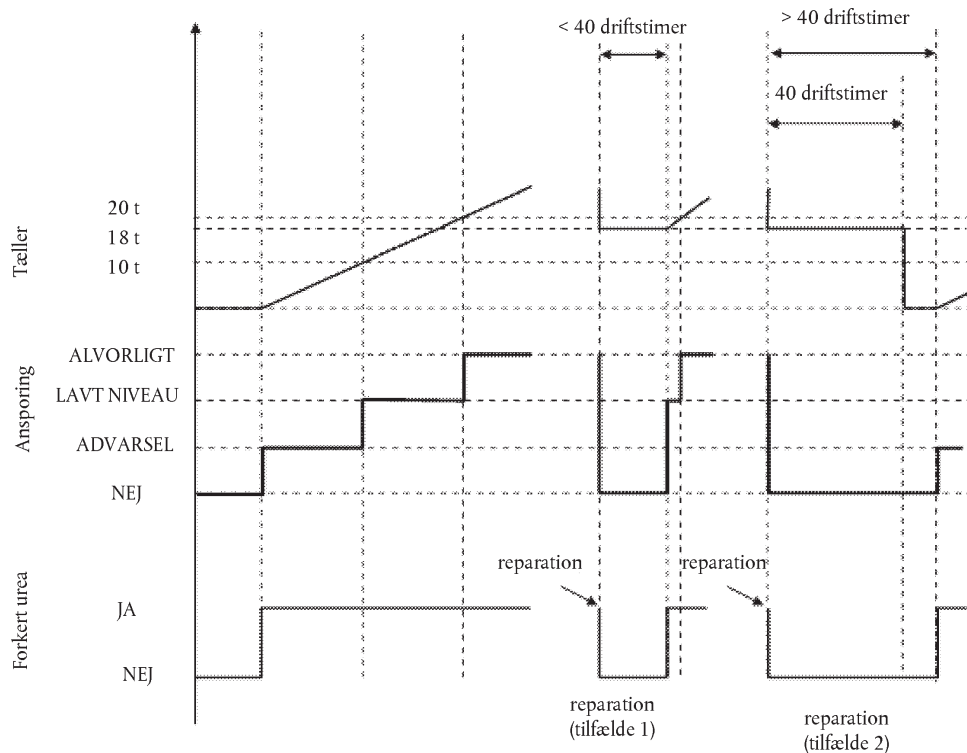 < 40 driftstimer
> 40 driftstimer
40 driftstimer
Tæller
20 t
18 t
10 t
Ansporing
ALVORLIGT
LAVT NIVEAU
ADVARSEL
NEJ
Forkert urea
JA
NEJ
reparation
reparation
reparation
(tilfælde 1)
reparation
(tilfælde 2)